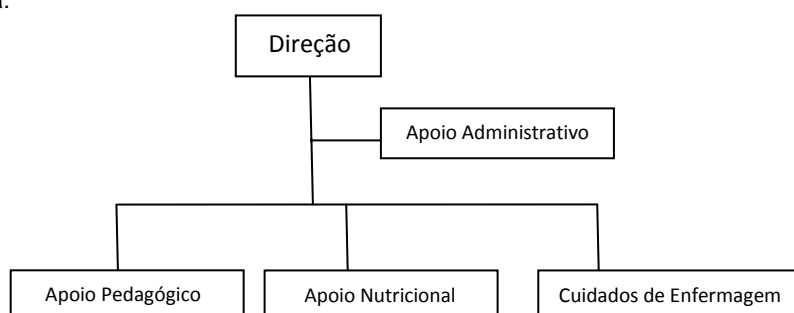 Direção
Apoio Administrativo
Apoio Pedagógico
Apoio Nutricional
Cuidados de Enfermagem